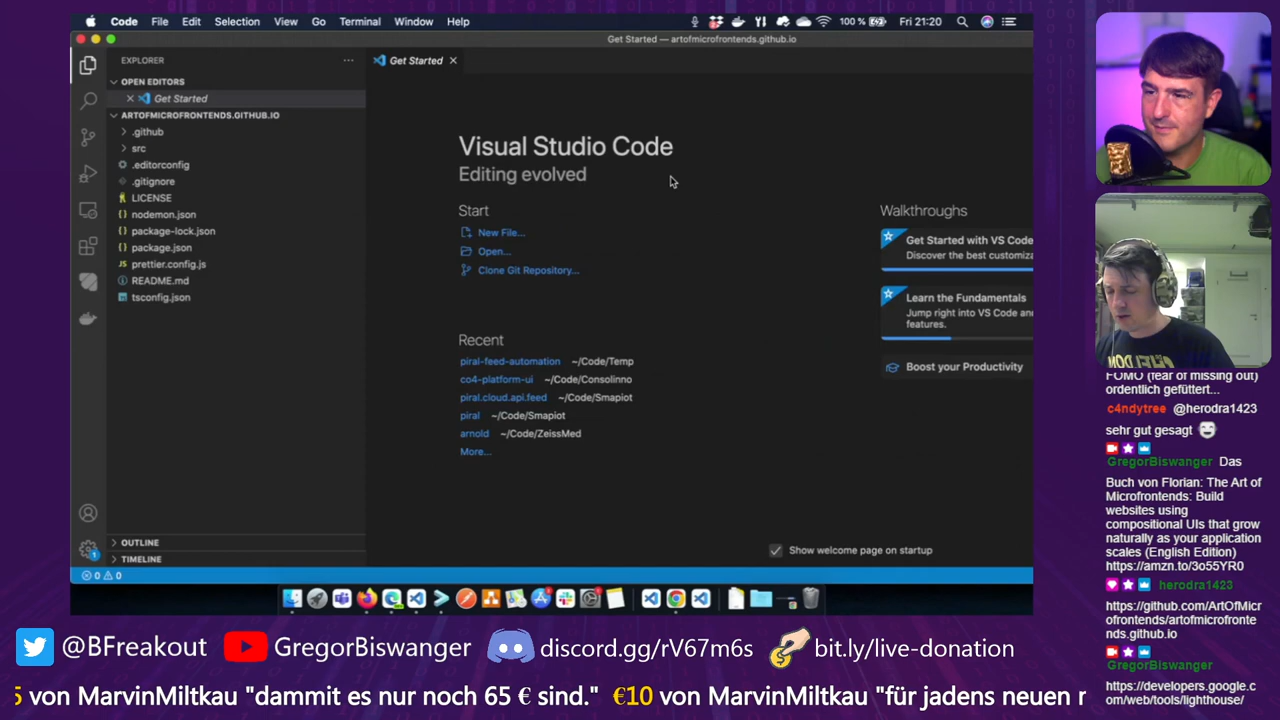 Code File Edit Selection View Go Terminal Window Help 100 % Fri 21:20
Get Started — artofmicrofrontends.github.io
EXPLORER
Get Started
OPEN EDITORS
Get Started
ARTOFMICROFRONTENDS.GITHUB.IO
.github
src
.editorconfig
.gitignore
LICENSE
nodemon.json
package-lock.json
package.json
prettier.config.js
README.md
tsconfig.json
OUTLINE
TIMELINE
0 0
Visual Studio Code
Editing evolved
Start
New File...
Open...
Clone Git Repository...
Recent
piral-feed-automation ~/Code/Temp
co4-platform-ui ~/Code/Consolinno
piral.cloud.api.feed ~/Code/Smapiot
piral ~/Code/Smapiot
arnold ~/Code/ZeissMed
More...
Walkthroughs
Get Started with VS Code
Discover the best customiza
Learn the Fundamentals
Jump right into VS Code and
features.
Boost your Productivity
Show welcome page on startup
FOMO (fear of missing out)
ordentlich gefüttert...
c4ndytree @herodra1423
sehr gut gesagt
GregorBiswanger Das
Buch von Florian: The Art of
Microfrontends: Build
websites using
compositional UIs that grow
naturally as your application
scales (English Edition)
https://amzn.to/3o55YR0
herodra1423
https://github.com/ArtOfMicr
ofrontends/artofmicrofronte
nds.github.io
GregorBiswanger
https://developers.google.c
om/web/tools/lighthouse/
@BFreakout GregorBiswanger discord.gg/rV67m6s bit.ly/live-donation
von MarvinMiltkau "dammit es nur noch 65 € sind." €10 von MarvinMiltkau "für jadens neuen